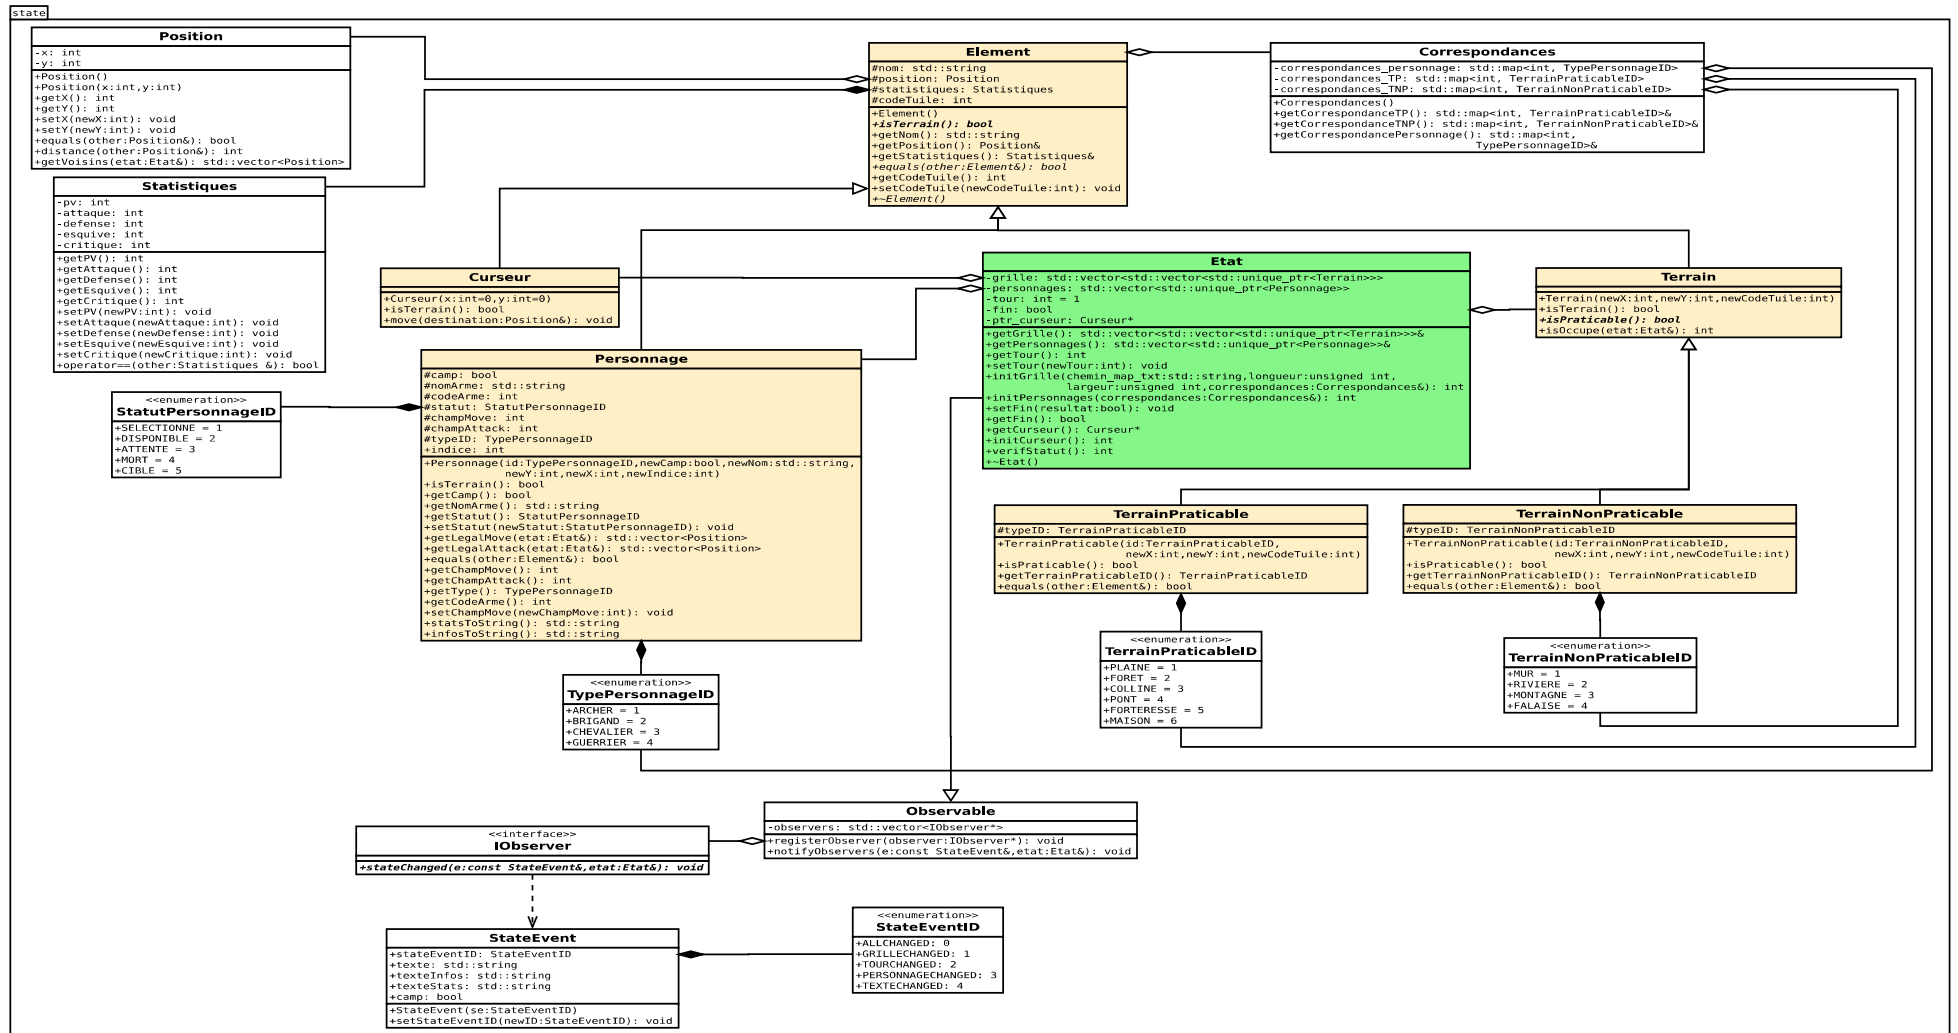 state
Position
-x: int
-y: int
+Position()
+Position(x:int,y:int)
+getX(): int
+getY(): int
+setX(newX:int): void
+setY(newY:int): void
+equals(other:Position&): bool
+distance(other:Position&): int
+getVoisins(etat:Etat&): std::vector<Position>
Element
#nom: std::string
#position: Position
#statistiques: Statistiques
#codeTuile: int
+Element()
+isTerrain(): bool
+getNom(): std::string
+getPosition(): Position&
+getStatistiques(): Statistiques&
+equals(other:Element&): bool
+getCodeTuile(): int
+setCodeTuile(newCodeTuile:int): void
+~Element()
Correspondances
-correspondances_personnage: std::map<int, TypePersonnageID>
-correspondances_TP: std::map<int, TerrainPraticableID>
-correspondances_TNP: std::map<int, TerrainNonPraticableID>
+Correspondances()
+getCorrespondanceTP(): std::map<int, TerrainPraticableID>&
+getCorrespondanceTNP(): std::map<int, TerrainNonPraticableID>&
+getCorrespondancePersonnage(): std::map<int,
TypePersonnageID>&
Statistiques
-pv: int
-attaque: int
-defense: int
-esquive: int
-critique: int
+getPV(): int
+getAttaque(): int
+getDefense(): int
+getEsquive(): int
+getCritique(): int
+setPV(newPV:int): void
+setAttaque(newAttaque:int): void
+setDefense(newDefense:int): void
+setEsquive(newEsquive:int): void
+setCritique(newCritique:int): void
+operator==(other:Statistiques &): bool
Curseur
+Curseur(x:int=0,y:int=0)
+isTerrain(): bool
+move(destination:Position&): void
Etat
-grille: std::vector<std::vector<std::unique_ptr<Terrain>>>
-personnages: std::vector<std::unique_ptr<Personnage>>
-tour: int = 1
-fin: bool
-ptr_curseur: Curseur*
+getGrille(): std::vector<std::vector<std::unique_ptr<Terrain>>>&
+getPersonnages(): std::vector<std::unique_ptr<Personnage>>&
+getTour(): int
+setTour(newTour:int): void
+initGrille(chemin_map_txt:std::string,longueur:unsigned int,
largeur:unsigned int,correspondances:Correspondances&): int
+initPersonnages(correspondances:Correspondances&): int
+setFin(resultat:bool): void
+getFin(): bool
+getCurseur(): Curseur*
+initCurseur(): int
+verifStatut(): int
+~Etat()
Terrain
+Terrain(newX:int,newY:int,newCodeTuile:int)
+isTerrain(): bool
+isPraticable(): bool
+isOccupe(etat:Etat&): int
Personnage
#camp: bool
#nomArme: std::string
#codeArme: int
#statut: StatutPersonnageID
#champMove: int
#champAttack: int
#typeID: TypePersonnageID
+indice: int
+Personnage(id:TypePersonnageID,newCamp:bool,newNom:std::string,
newY:int,newX:int,newIndice:int)
+isTerrain(): bool
+getCamp(): bool
+getNomArme(): std::string
+getStatut(): StatutPersonnageID
+setStatut(newStatut:StatutPersonnageID): void
+getLegalMove(etat:Etat&): std::vector<Position>
+getLegalAttack(etat:Etat&): std::vector<Position>
+equals(other:Element&): bool
+getChampMove(): int
+getChampAttack(): int
+getType(): TypePersonnageID
+getCodeArme(): int
+setChampMove(newChampMove:int): void
+statsToString(): std::string
+infosToString(): std::string
<<enumeration>>
StatutPersonnageID
+SELECTIONNE = 1
+DISPONIBLE = 2
+ATTENTE = 3
+MORT = 4
+CIBLE = 5
TerrainPraticable
#typeID: TerrainPraticableID
+TerrainPraticable(id:TerrainPraticableID,
newX:int,newY:int,newCodeTuile:int)
+isPraticable(): bool
+getTerrainPraticableID(): TerrainPraticableID
+equals(other:Element&): bool
TerrainNonPraticable
#typeID: TerrainNonPraticableID
+TerrainNonPraticable(id:TerrainNonPraticableID,
newX:int,newY:int,newCodeTuile:int)
+isPraticable(): bool
+getTerrainNonPraticableID(): TerrainNonPraticableID
+equals(other:Element&): bool
<<enumeration>>
TypePersonnageID
+ARCHER = 1
+BRIGAND = 2
+CHEVALIER = 3
+GUERRIER = 4
<<enumeration>>
TerrainPraticableID
+PLAINE = 1
+FORET = 2
+COLLINE = 3
+PONT = 4
+FORTERESSE = 5
+MAISON = 6
<<enumeration>>
TerrainNonPraticableID
+MUR = 1
+RIVIERE = 2
+MONTAGNE = 3
+FALAISE = 4
Observable
-observers: std::vector<IObserver*>
+registerObserver(observer:IObserver*): void
+notifyObservers(e:const StateEvent&,etat:Etat&): void
<<interface>>
IObserver
+stateChanged(e:const StateEvent&,etat:Etat&): void
StateEvent
+stateEventID: StateEventID
+texte: std::string
+texteInfos: std::string
+texteStats: std::string
+camp: bool
+StateEvent(se:StateEventID)
+setStateEventID(newID:StateEventID): void
<<enumeration>>
StateEventID
+ALLCHANGED: 0
+GRILLECHANGED: 1
+TOURCHANGED: 2
+PERSONNAGECHANGED: 3
+TEXTECHANGED: 4